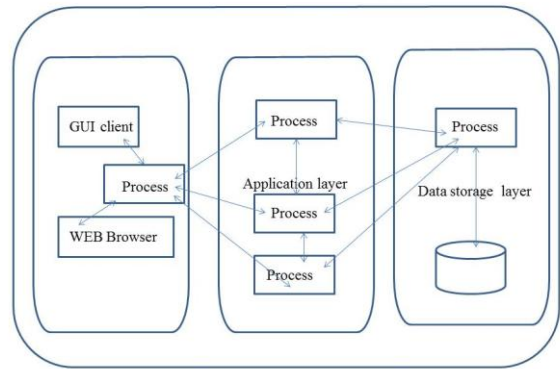 GUI client
Process
WEB Browser
Process
Application layer
Process
Process
Process
Data storage layer